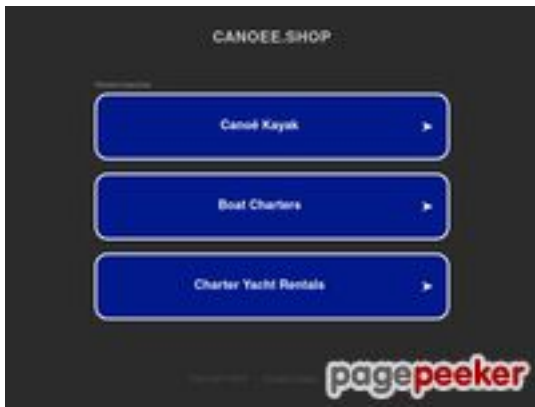 CANOEE.SHOP
Canoë Kayak
Boat Charters
Charter Yacht Rentals
pagepeeker